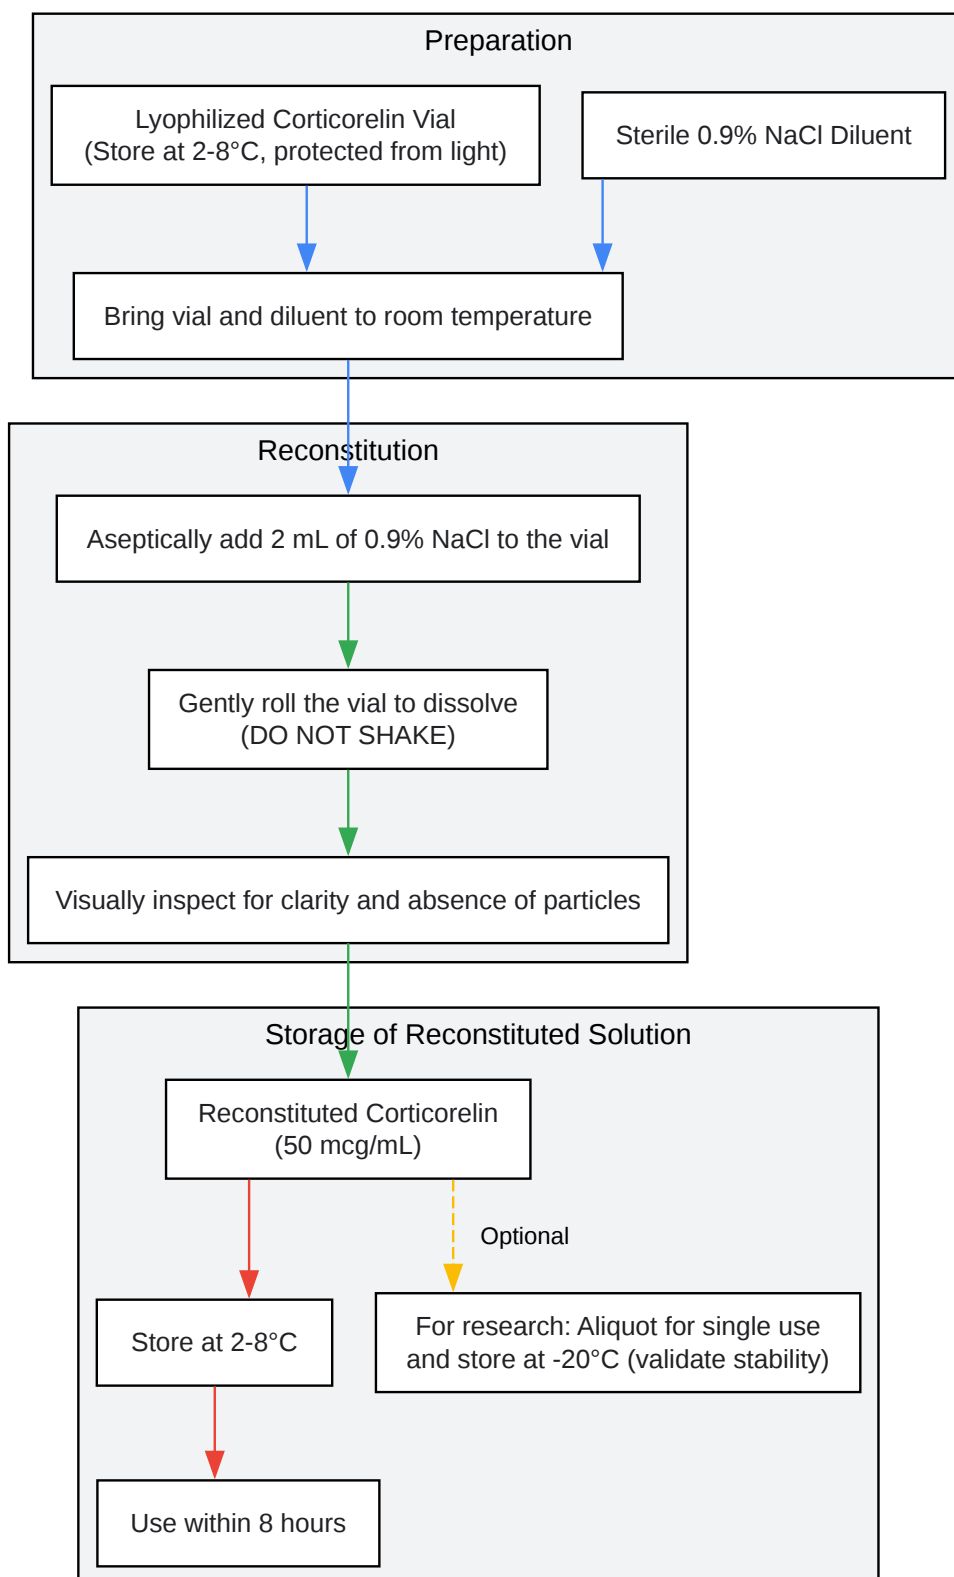 Preparation
Lyophilized Corticorelin Vial
(Store at 2-8°C, protected from light)
Sterile 0.9% NaCl Diluent
Bring vial and diluent to room temperature
Reconstitution
Aseptically add 2 mL of 0.9% NaCl to the vial
Gently roll the vial to dissolve
(DO NOT SHAKE)
Visually inspect for clarity and absence of particles
Storage of Reconstituted Solution
Reconstituted Corticorelin
(50 mcg/mL)
Optional
Store at 2-8°C
For research: Aliquot for single use
and store at -20°C (validate stability)
Use within 8 hours